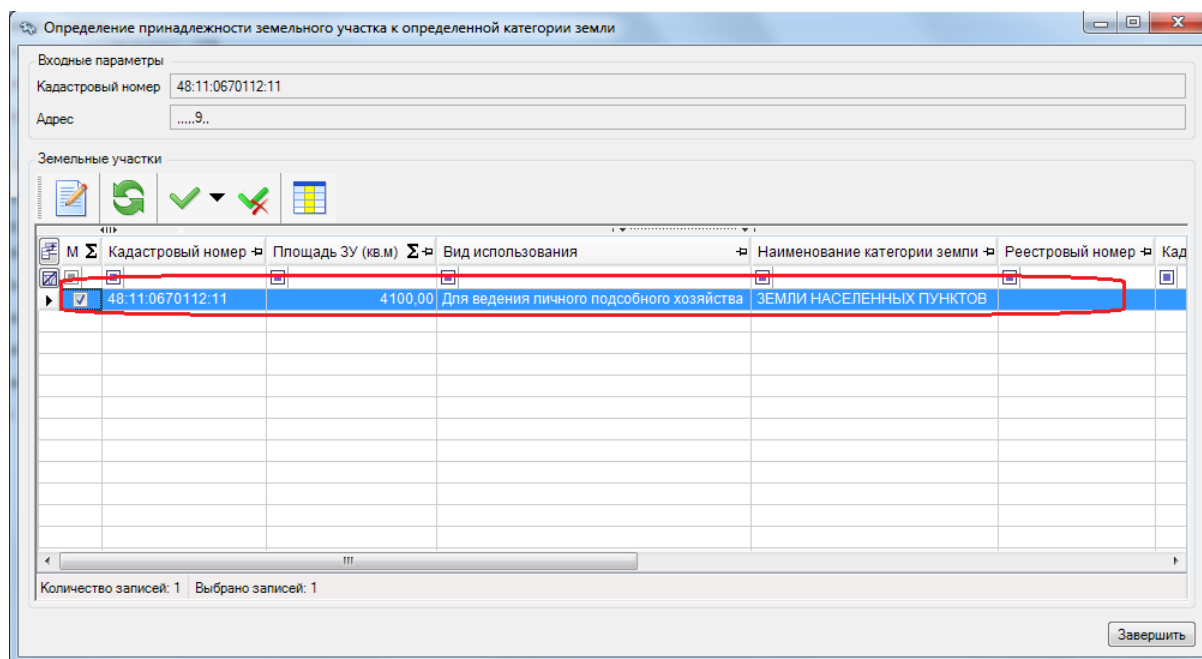 Определение принадлежности земельного участка к определенной категории земли
Входные параметры
Кадастровый номер 48:11:0670112:11
Адрес .....9..
Земельные участки
М Σ Кадастровый номер Площадь ЗУ (кв.м) Σ Вид использования Наименование категории земли Реестровый номер Кад
48:11:0670112:11 4100,00 Для ведения личного подсобного хозяйства ЗЕМЛИ НАСЕЛЕННЫХ ПУНКТОВ
Количество записей: 1 Выбрано записей: 1
Завершить